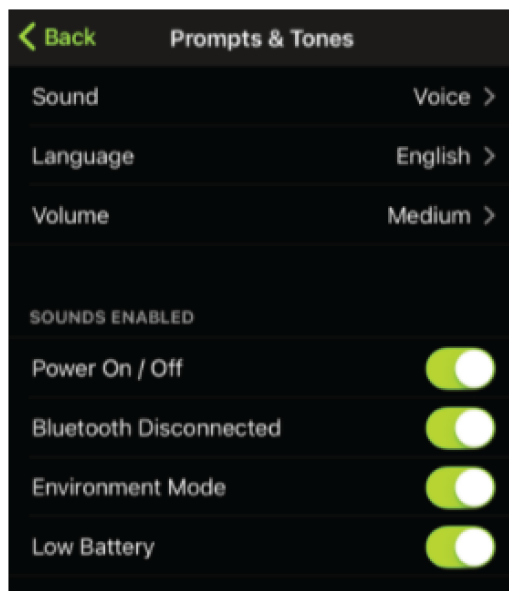 Back Prompts & Tones
Sound Voice
Language English
Volume Medium
SOUNDS ENABLED
Power On / Off
Bluetooth Disconnected
Environment Mode
Low Battery